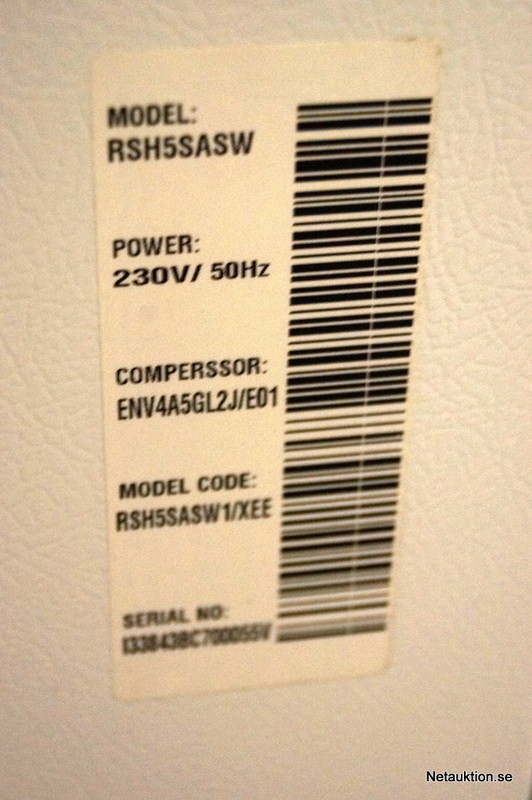 MODEL:
RSH5SASW
POWER:
230V/ 50Hz
COMPERSSOR:
ENV4A5GL2J/E01
MODEL CODE:
RSH5SASW1/XEE
SERIAL NO:
Netauktion.se